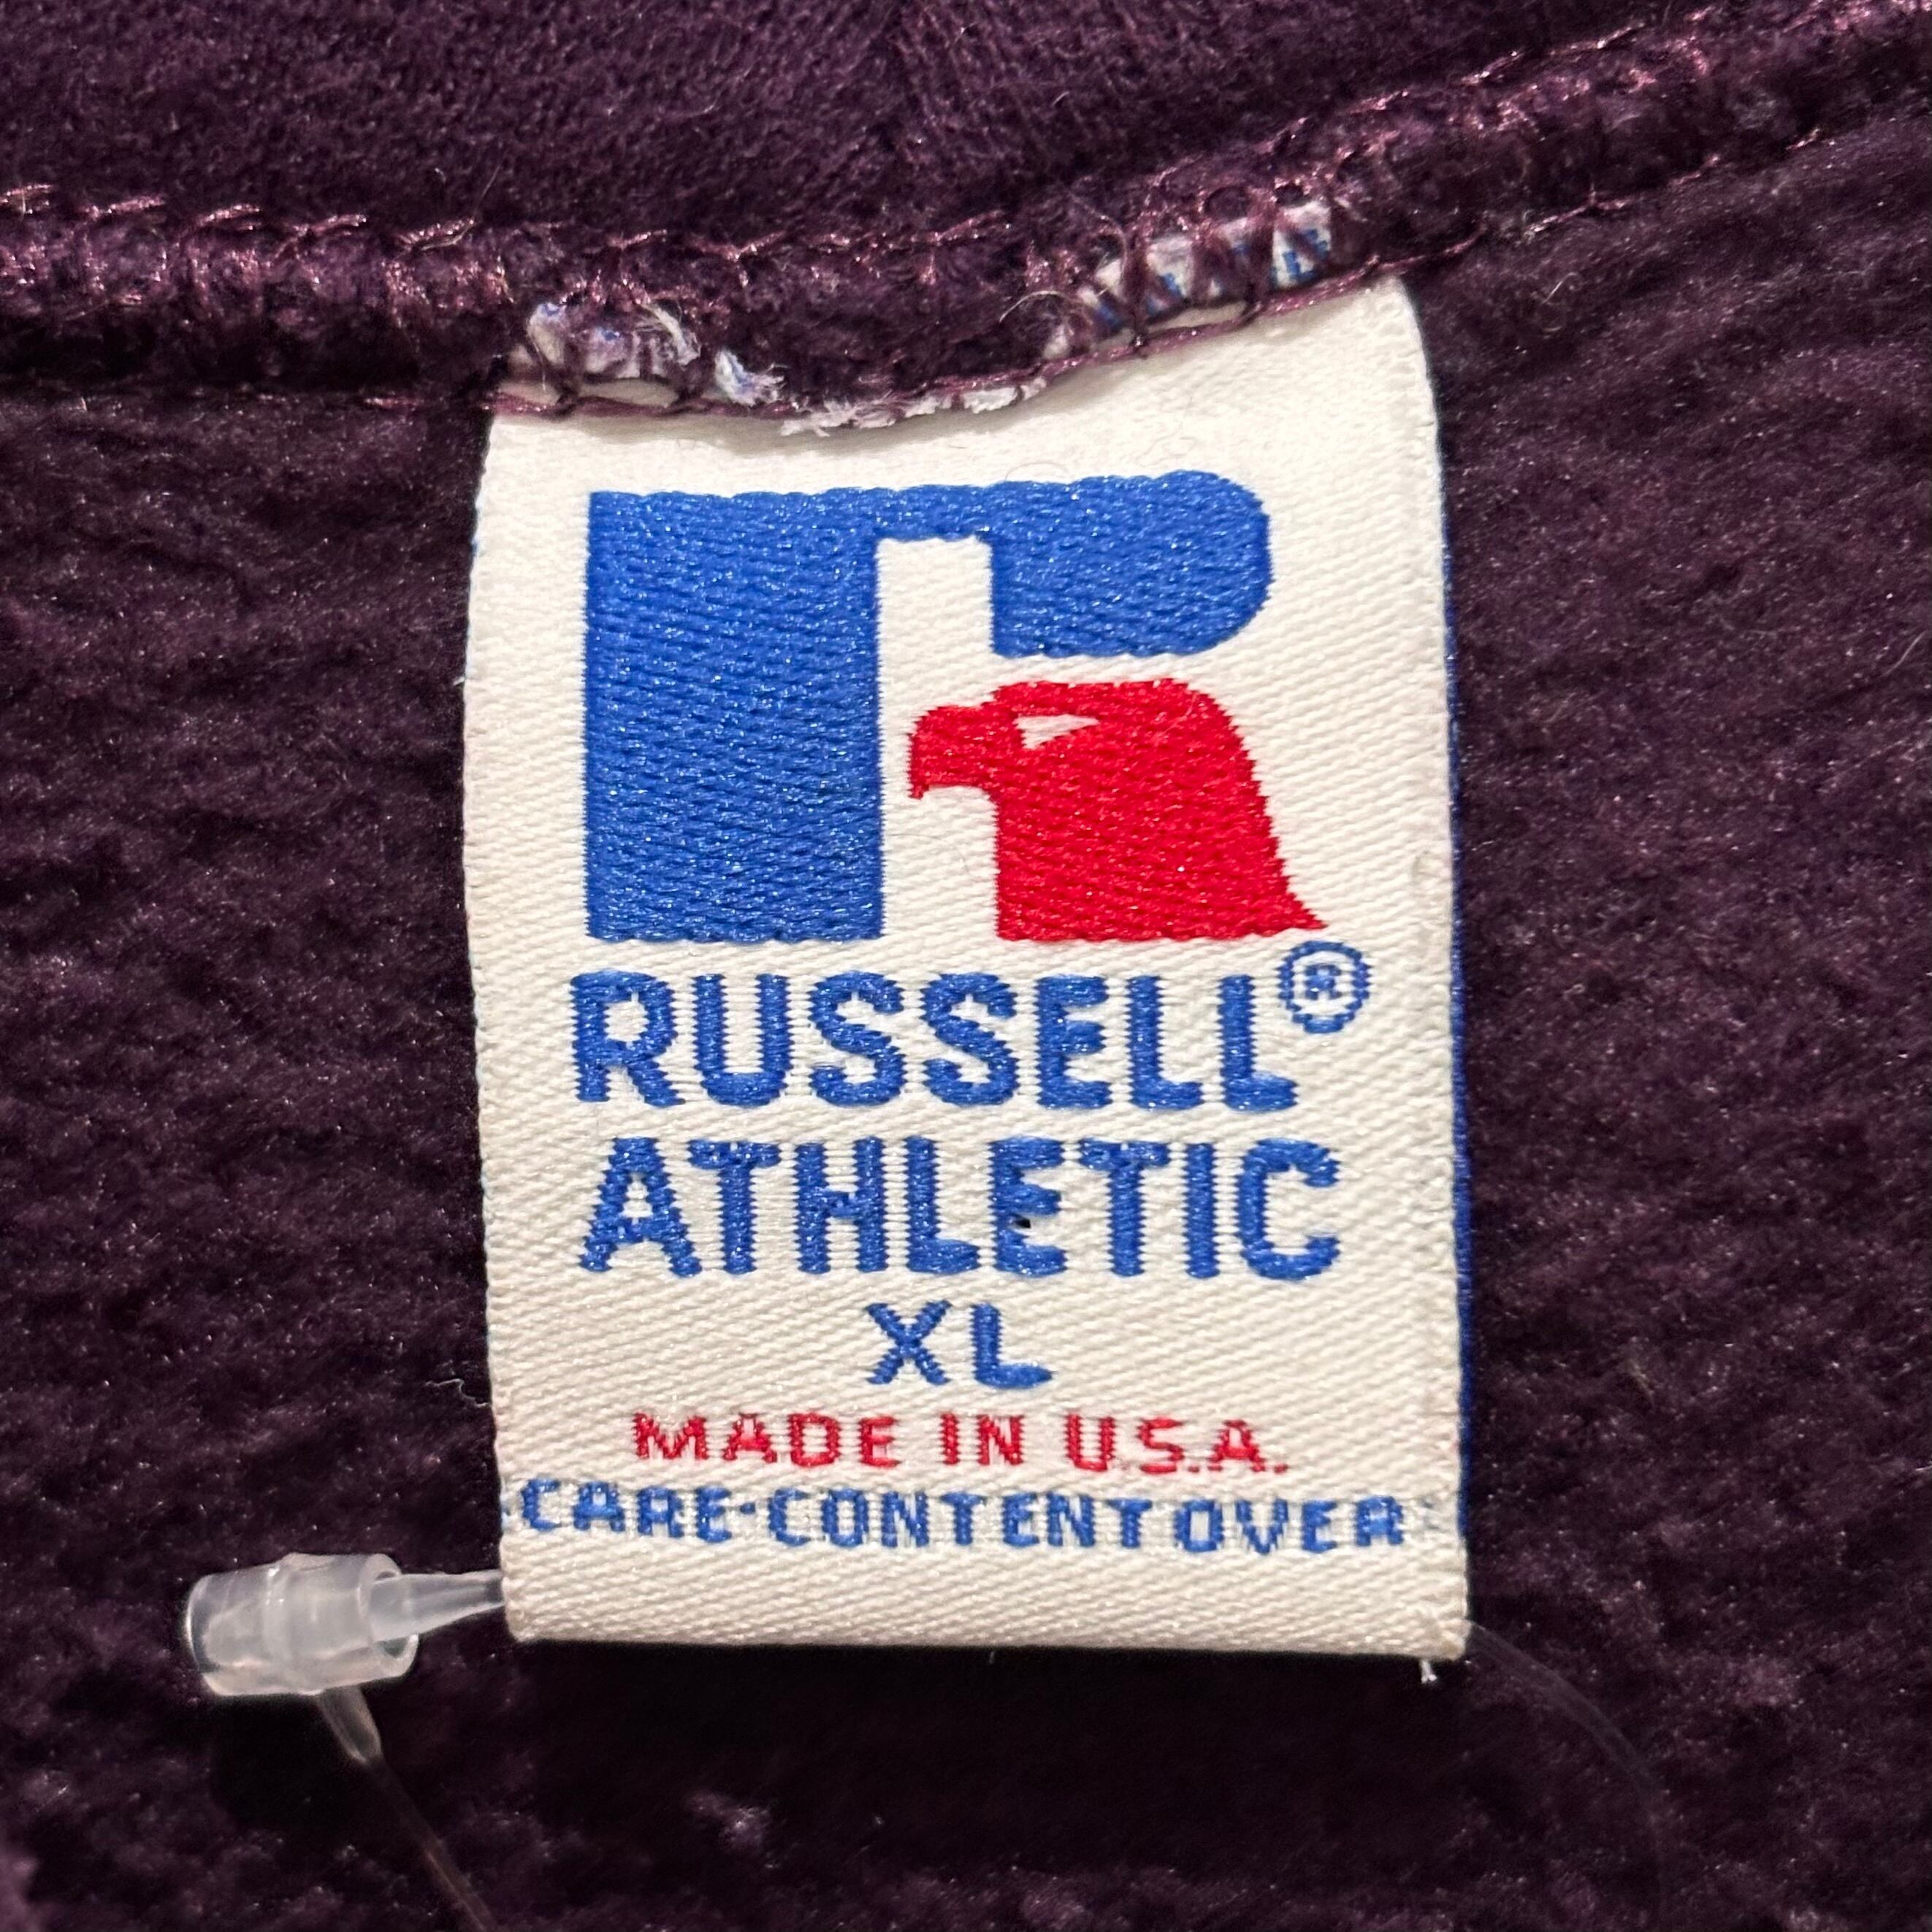 RUSSELL®
ATHLETIC
XL
MADE IN U.S.A.
CARE·CONTENT OVER